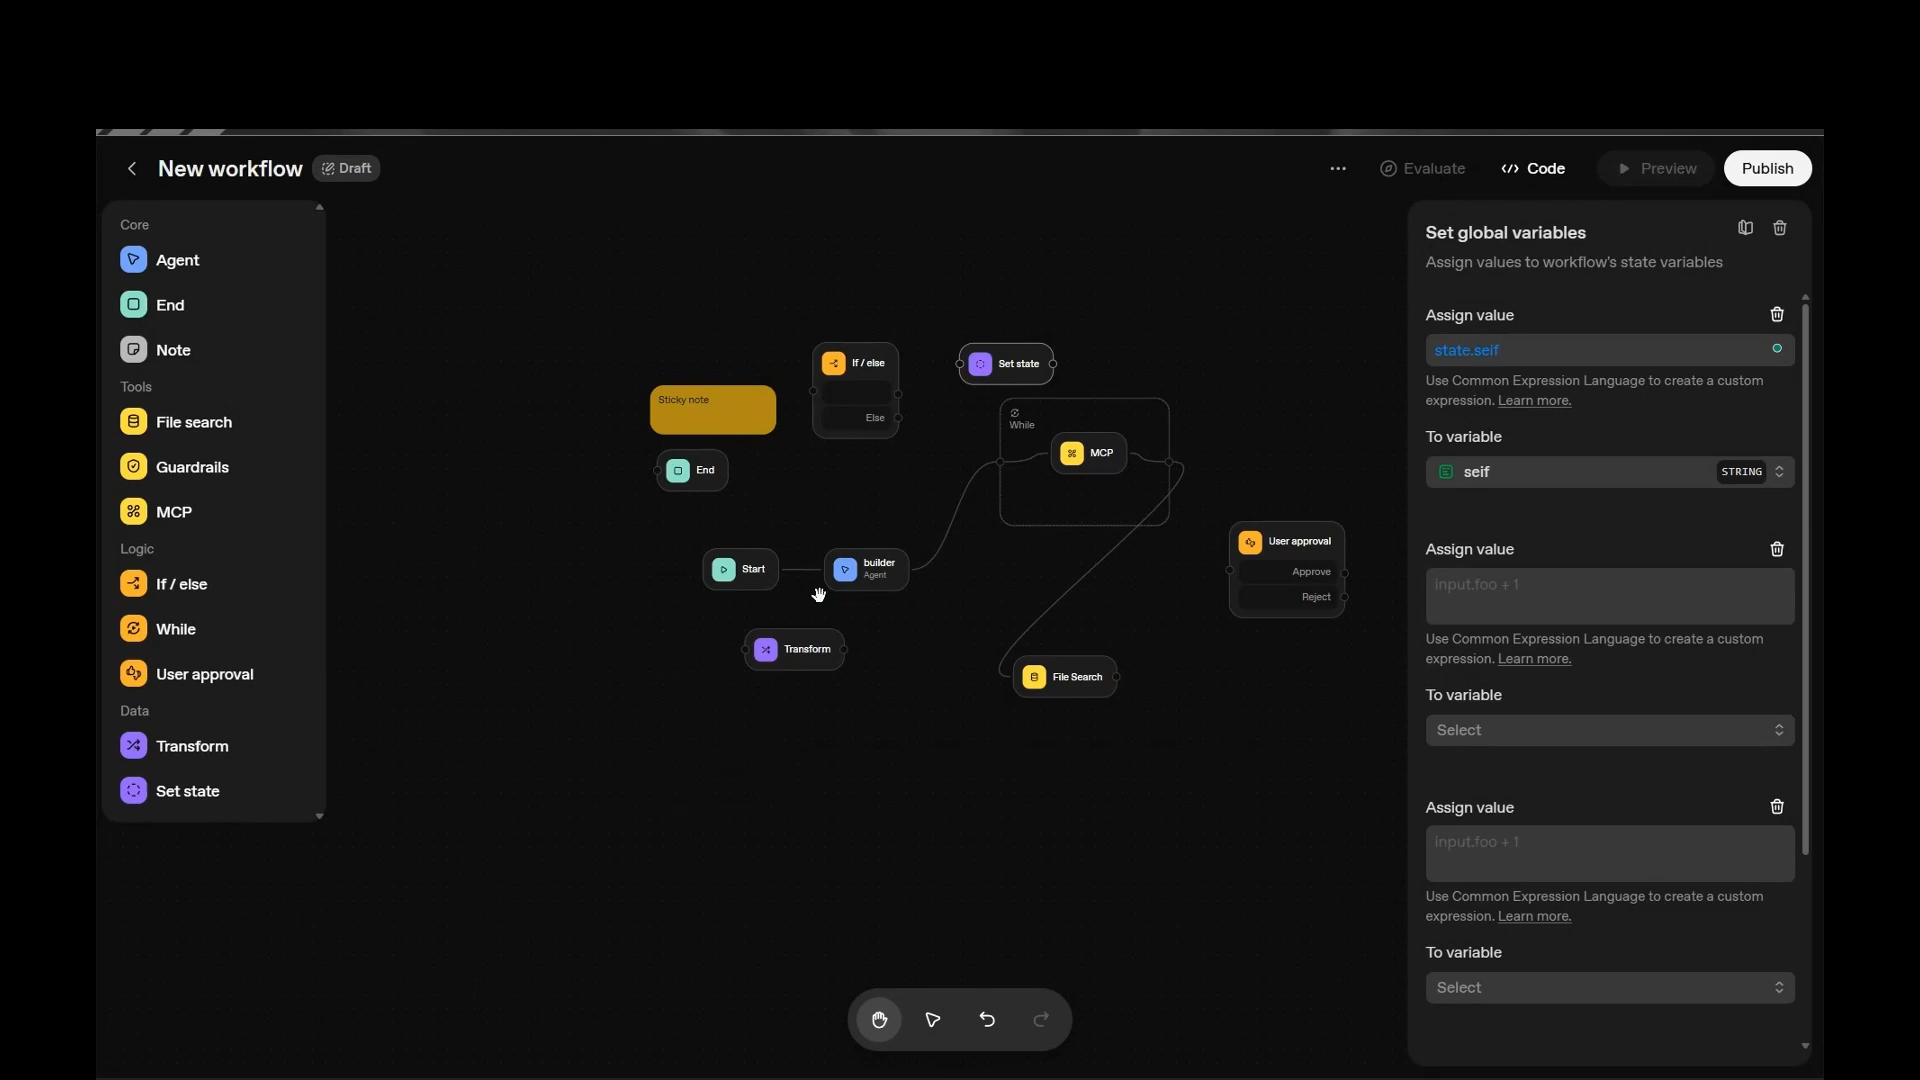 New workflow
Draft
Evaluate
Code
Preview
Publish
Core
Agent
End
Note
Tools
File search
Guardrails
MCP
Logic
If / else
While
User approval
Data
Transform
Set state
Sticky note
If / else
Else
Set state
While
MCP
End
Start
builder
Agent
User approval
Approve
Reject
Transform
File Search
Set global variables
Assign values to workflow's state variables
Assign value
state.seif
Use Common Expression Language to create a custom
expression. Learn more.
To variable
seif
STRING
Assign value
input.foo + 1
Use Common Expression Language to create a custom
expression. Learn more.
To variable
Select
Assign value
input.foo + 1
Use Common Expression Language to create a custom
expression. Learn more.
To variable
Select